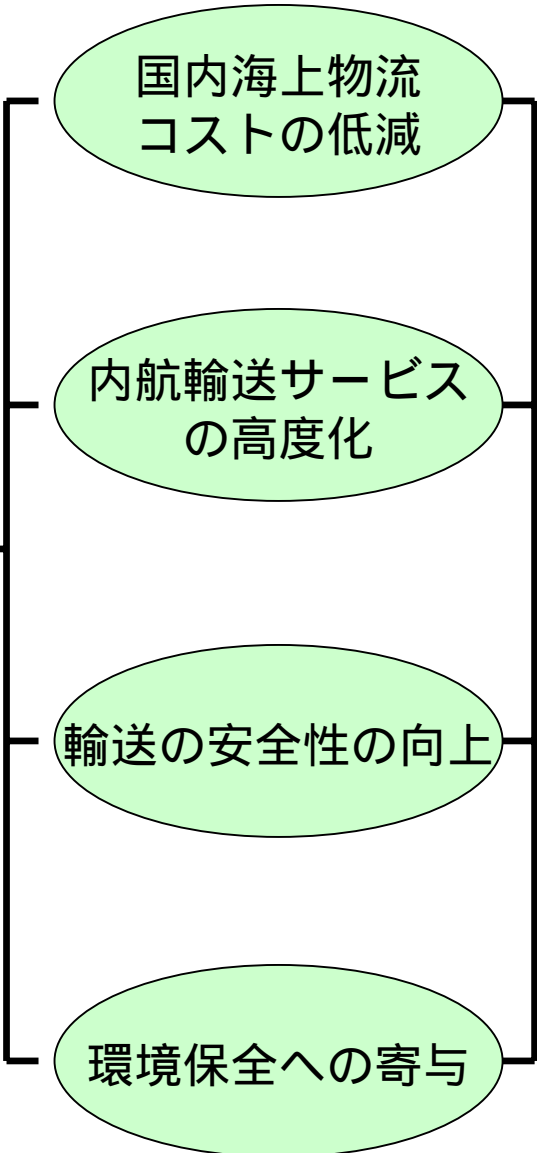 国内海上物流
コストの低減
内航輸送サービス
の高度化
輸送の安全性の向上
環境保全への寄与